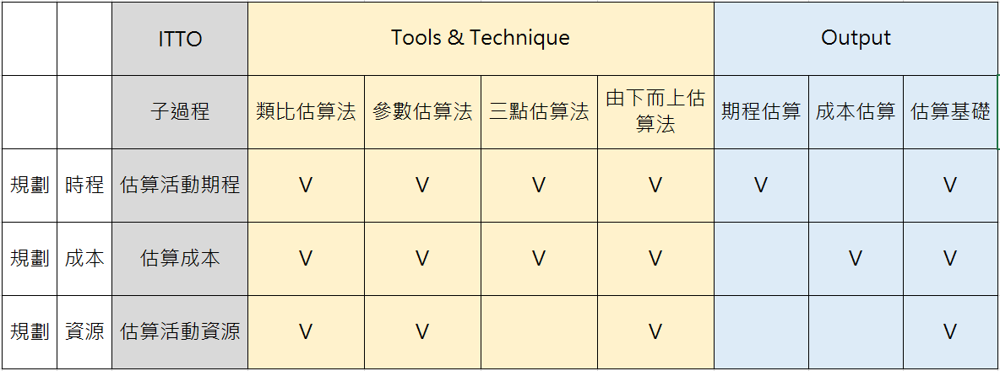 ITTO Tools & Technique Output
子過程 類比估算法 參數估算法 三點估算法 由下而上估
算法 期程估算 成本估算 估算基礎
規劃 時程 估算活動期程 V V V V V V
規劃 成本 估算成本 V V V V V V
規劃 資源 估算活動資源 V V V V